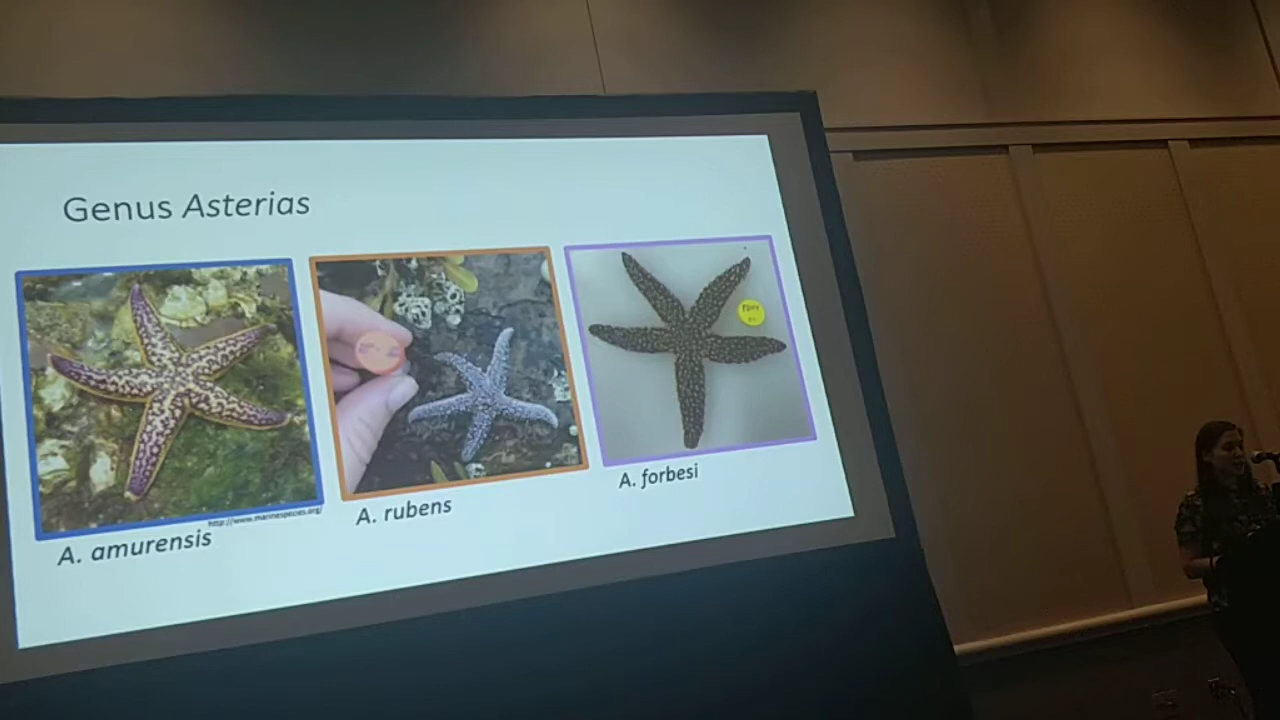 Genus Asterias
http://www.marinespecies.org/
A. amurensis
A. rubens
A. forbesi